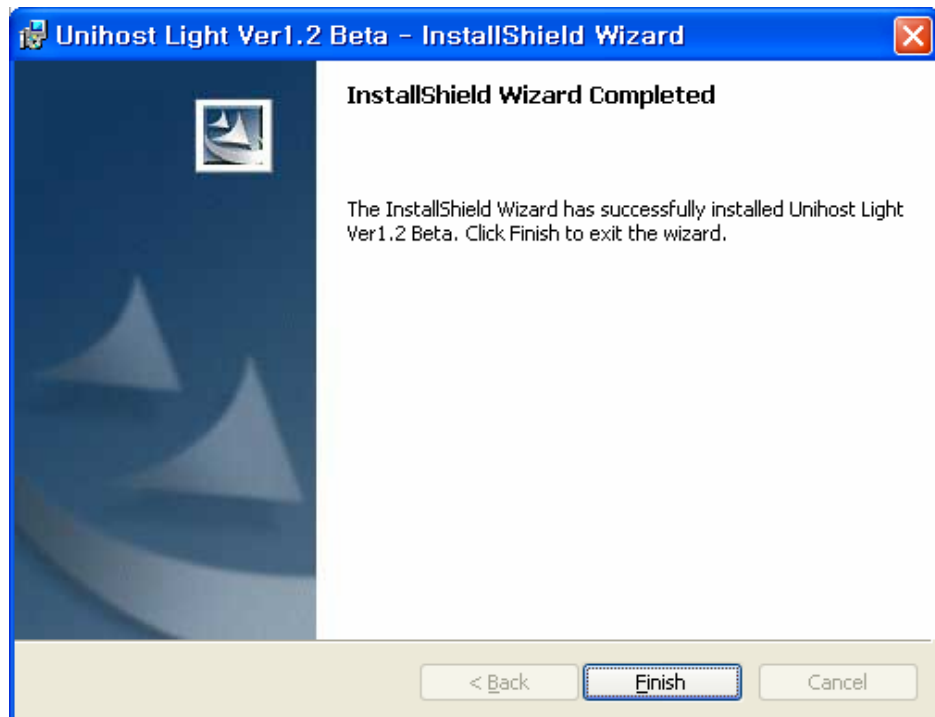 Unihost Light Ver1.2 Beta - InstallShield Wizard
InstallShield Wizard Completed
The InstallShield Wizard has successfully installed Unihost Light
Ver1.2 Beta. Click Finish to exit the wizard.
< Back Finish Cancel